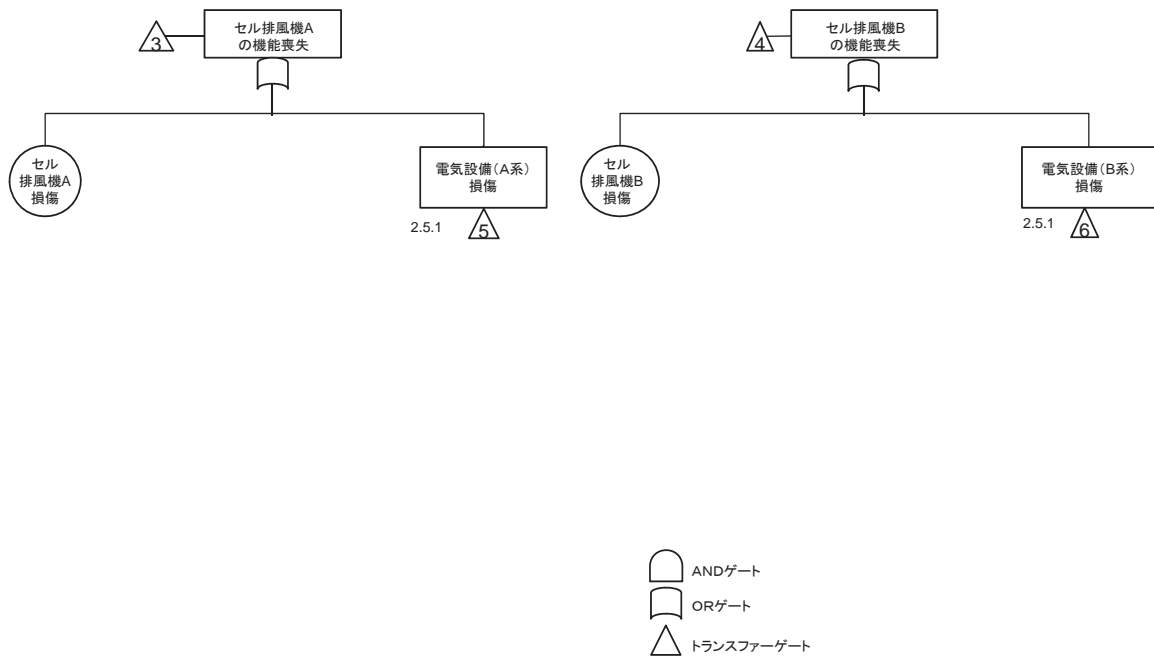 3
セル排風機A
の機能喪失
セル
排風機A
損傷
電気設備(A系)
損傷
2.5.1
5
4
セル排風機B
の機能喪失
セル
排風機B
損傷
電気設備(B系)
損傷
2.5.1
6
ANDゲート
ORゲート
トランスファーゲート